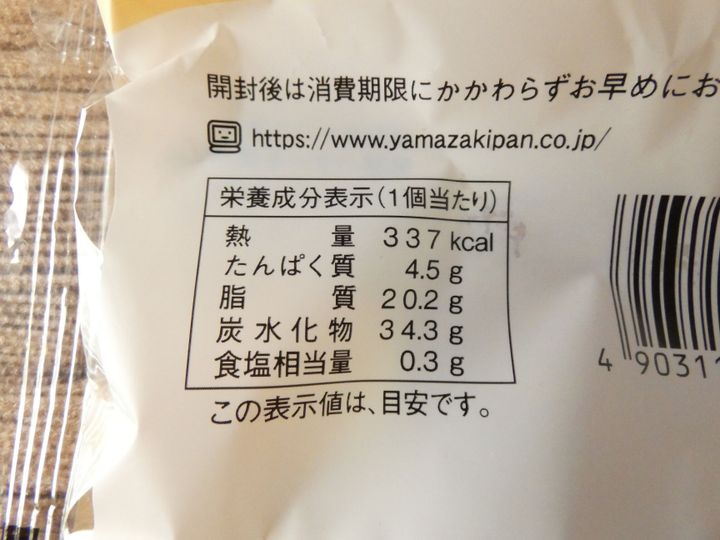 開封後は消費期限にかかわらずお早めにお
https://www.yamazakipan.co.jp/
栄養成分表示(1個当たり)
熱量 337 kcal
たんぱく質 4.5 g
脂質 20.2 g
炭水化物 34.3 g
食塩相当量 0.3 g
この表示値は、目安です。
4 90311